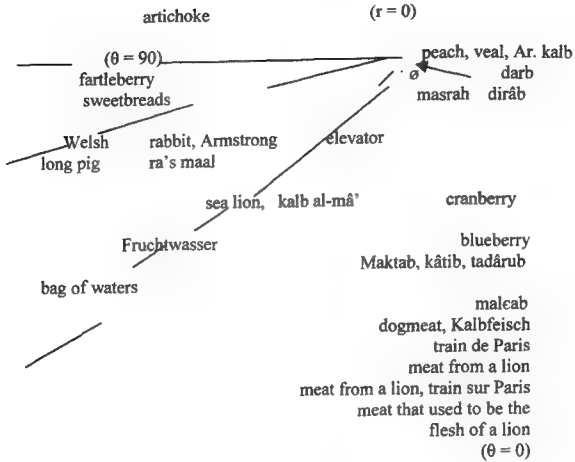 artichoke (r = 0)
(θ = 90) peach, veal, Ar. kalb
fartleberry ø darb
sweetbreads masrah dirâb
Welsh rabbit, Armstrong elevator
long pig ra's maal
sea lion, kalb al-mâ' cranberry
Fruchtwasser blueberry
Maktab, kâtib, tadârub
bag of waters
malεab
dogmeat, Kalbfeisch
train de Paris
meat from a lion
meat from a lion, train sur Paris
meat that used to be the
flesh of a lion
(θ = 0)